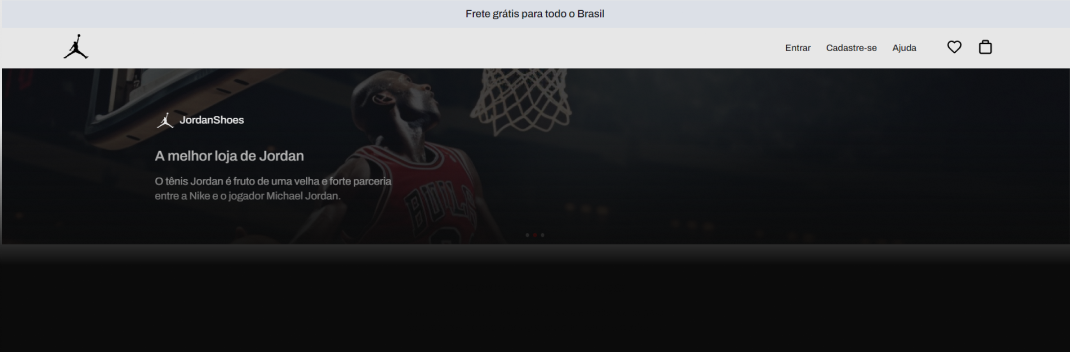 Frete grátis para todo o Brasil
Entrar Cadastre-se Ajuda
JordanShoes
A melhor loja de Jordan
O tênis Jordan é fruto de uma velha e forte parceria
entre a Nike e o jogador Michael Jordan.
BULLS